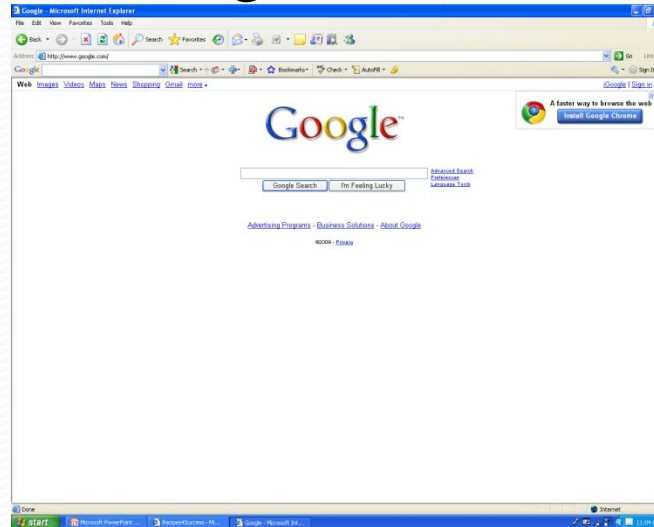 Google - Microsoft Internet Explorer
File Edit View Favorites Tools Help
Back Search Favorites
Address http://www.google.com/ Go
Google Search Bookmarks Check AutoFill
Web Images Videos Maps News Shopping Gmail more
iGoogle | Sign in
A faster way to browse the web
Install Google Chrome
Google
Advanced Search
Preferences
Language Tools
Google Search I'm Feeling Lucky
Advertising Programs - Business Solutions - About Google
©2009 - Privacy
Done Internet
start Microsoft PowerPoint ... Google - Microsoft Int...